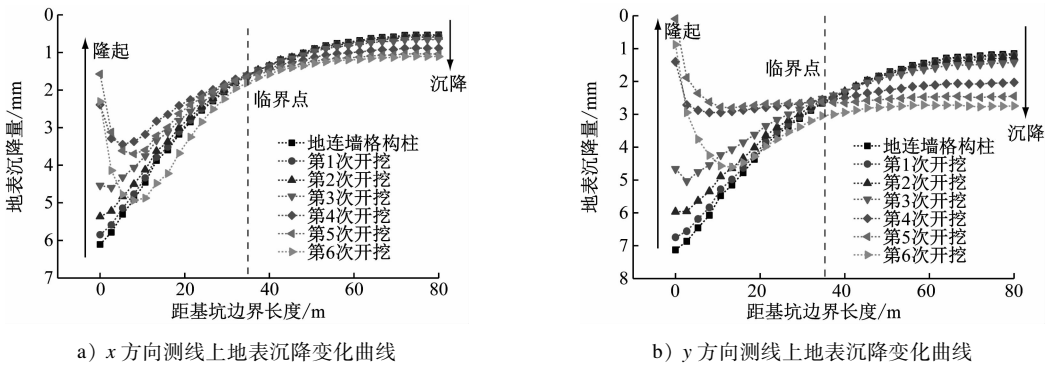 0
1
2
3
4
5
6
7
地表沉降量/mm
隆起
临界点
沉降
地连墙格构柱
第1次开挖
第2次开挖
第3次开挖
第4次开挖
第5次开挖
第6次开挖
0 20 40 60 80
距基坑边界长度/m
a) x 方向测线上地表沉降变化曲线
0
1
2
3
4
5
6
7
8
地表沉降量/mm
隆起
临界点
沉降
地连墙格构柱
第1次开挖
第2次开挖
第3次开挖
第4次开挖
第5次开挖
第6次开挖
0 20 40 60 80
距基坑边界长度/m
b) y 方向测线上地表沉降变化曲线